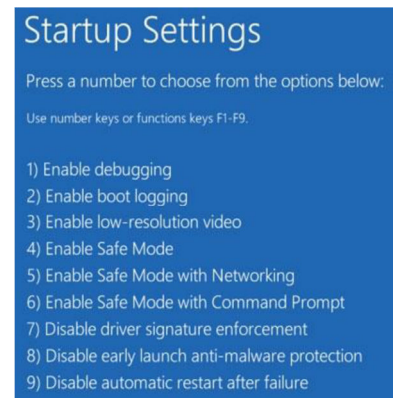 Startup Settings
Press a number to choose from the options below:
Use number keys or functions keys F1-F9.
1) Enable debugging
2) Enable boot logging
3) Enable low-resolution video
4) Enable Safe Mode
5) Enable Safe Mode with Networking
6) Enable Safe Mode with Command Prompt
7) Disable driver signature enforcement
8) Disable early launch anti-malware protection
9) Disable automatic restart after failure